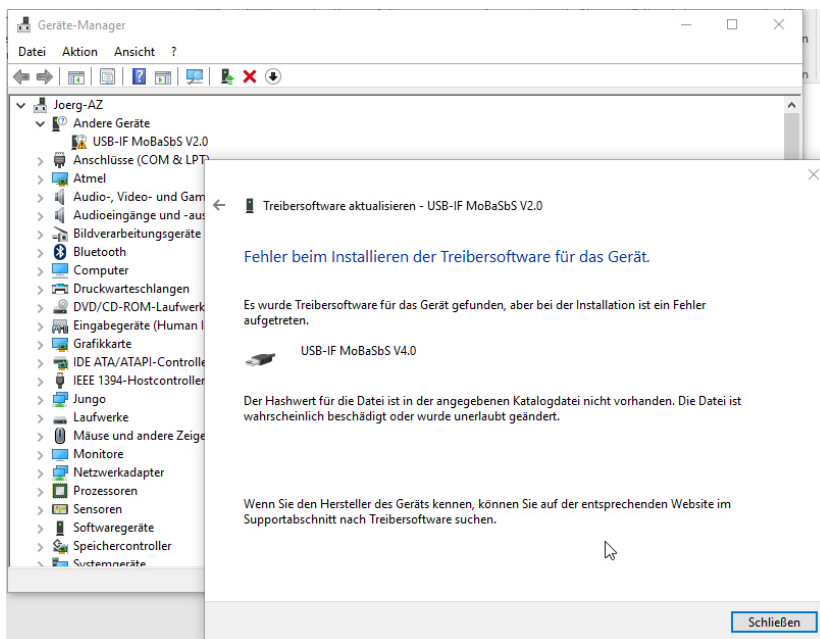 Geräte-Manager
Datei Aktion Ansicht ?
Joerg-AZ
Andere Geräte
USB-IF MoBaSbS V2.0
Anschlüsse (COM & LPT)
Atmel
Audio-, Video- und Gam
Audioeingänge und -aus
Bildverarbeitungsgeräte
Bluetooth
Computer
Druckwarteschlangen
DVD/CD-ROM-Laufwerk
Eingabegeräte (Human I
Grafikkarte
IDE ATA/ATAPI-Controlle
IEEE 1394-Hostcontroller
Jungo
Laufwerke
Mäuse und andere Zeige
Monitore
Netzwerkadapter
Prozessoren
Sensoren
Softwaregeräte
Speichercontroller
Systemgeräte
Treibersoftware aktualisieren - USB-IF MoBaSbS V2.0
Fehler beim Installieren der Treibersoftware für das Gerät.
Es wurde Treibersoftware für das Gerät gefunden, aber bei der Installation ist ein Fehler
aufgetreten.
USB-IF MoBaSbS V4.0
Der Hashwert für die Datei ist in der angegebenen Katalogdatei nicht vorhanden. Die Datei ist
wahrscheinlich beschädigt oder wurde unerlaubt geändert.
Wenn Sie den Hersteller des Geräts kennen, können Sie auf der entsprechenden Website im
Supportabschnitt nach Treibersoftware suchen.
Schließen